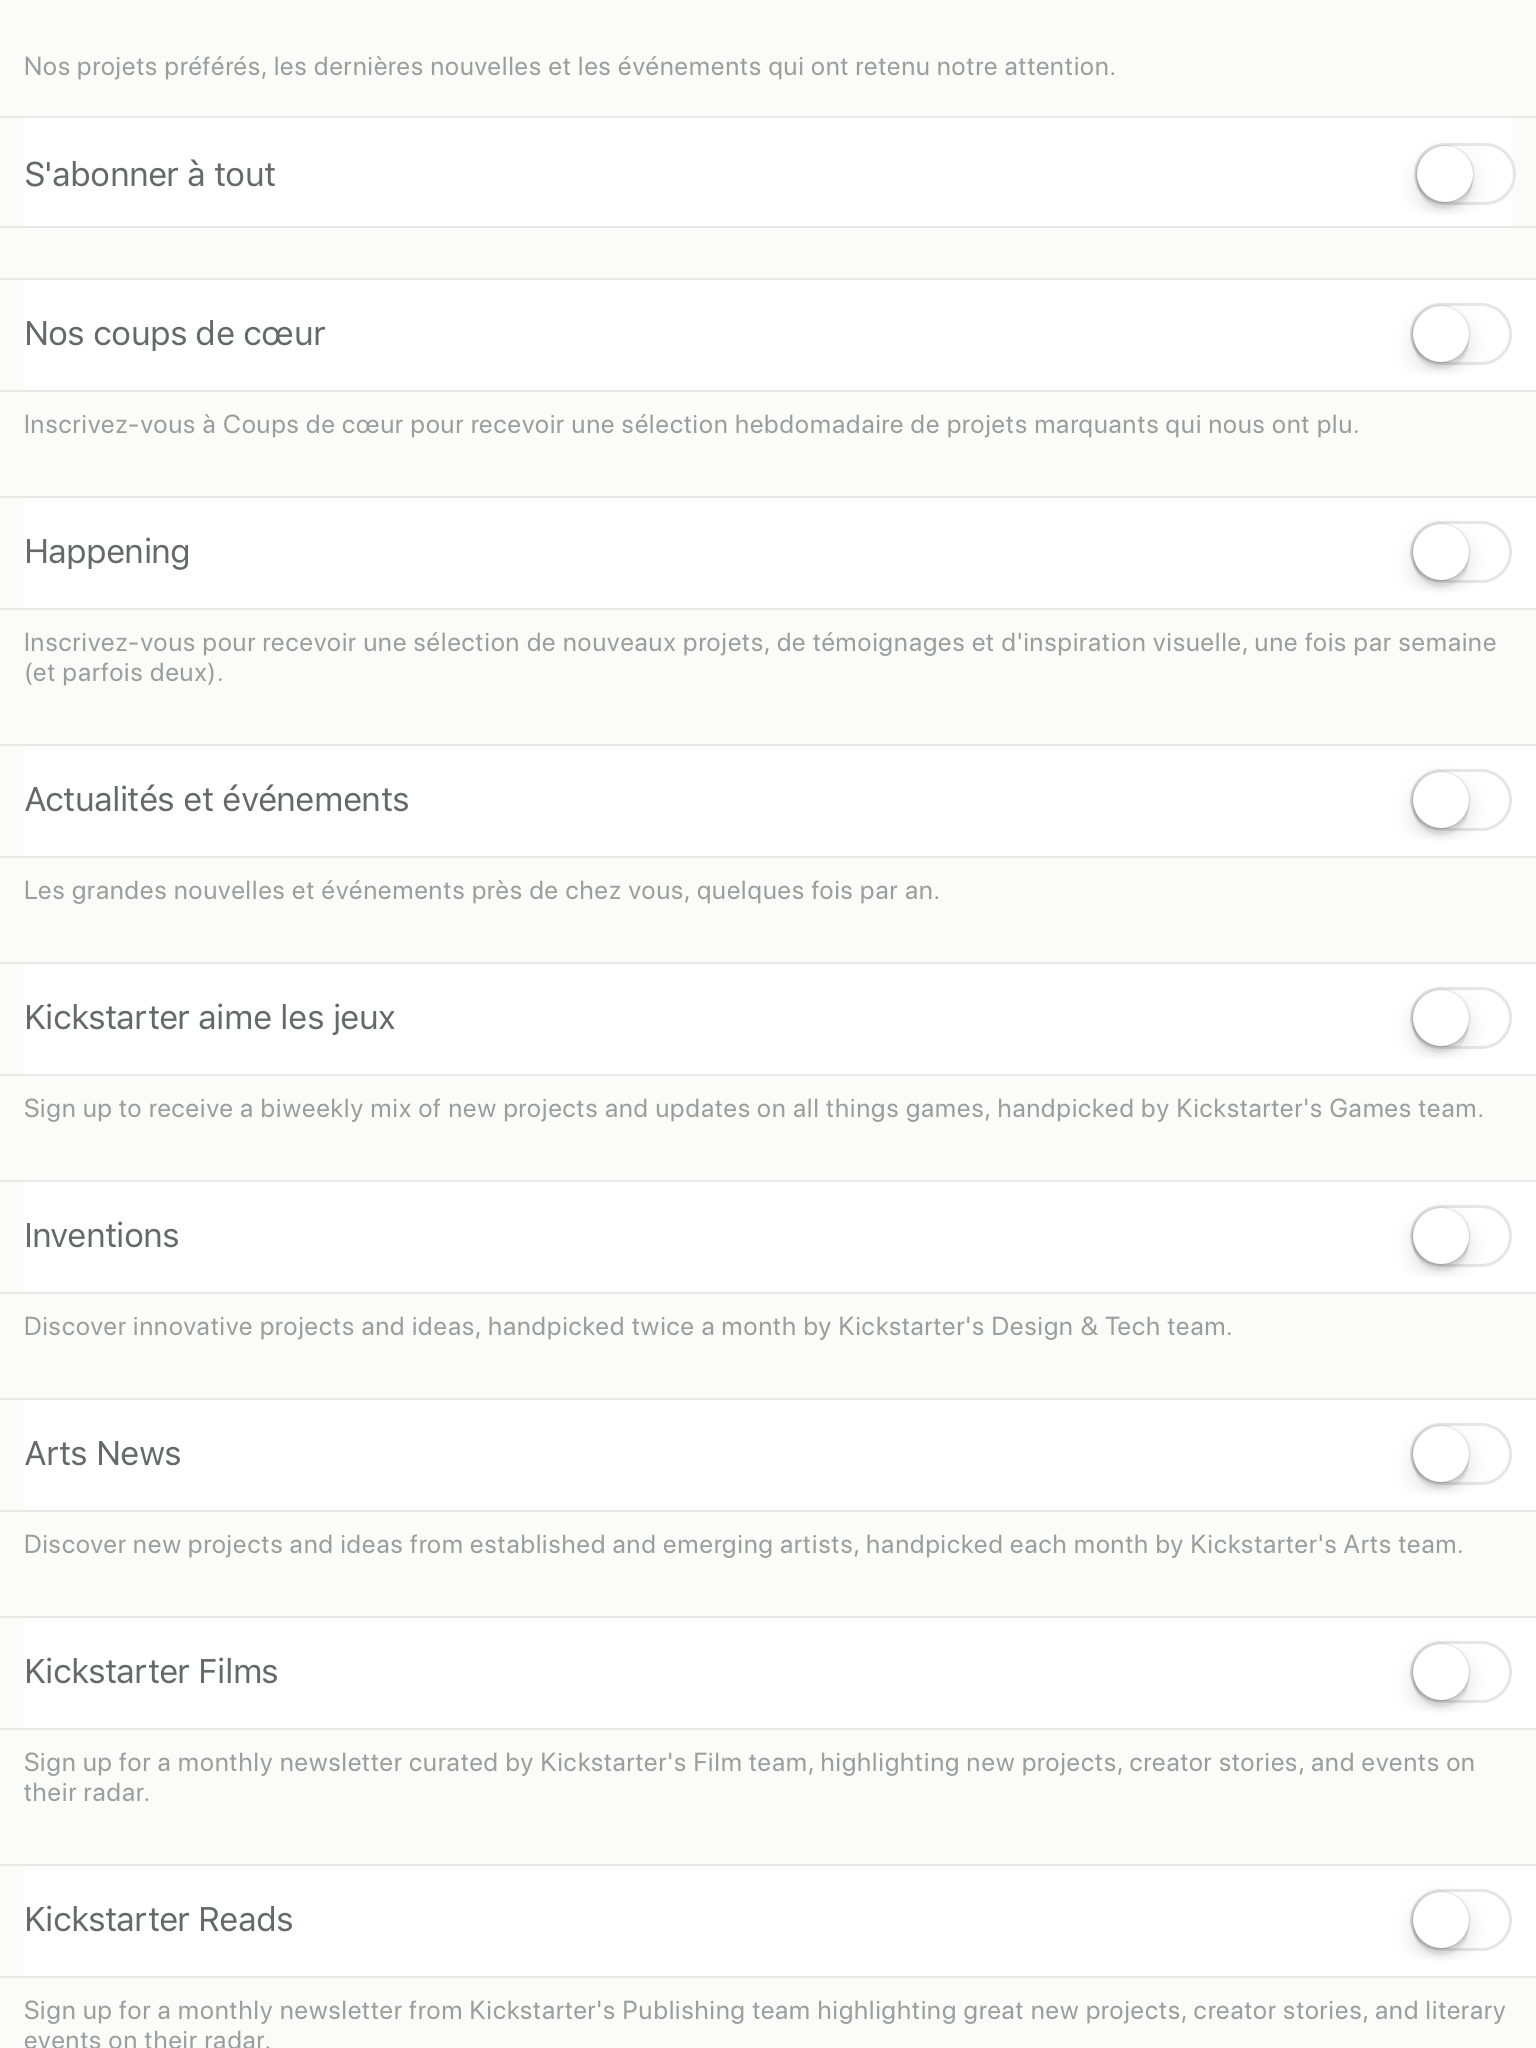 Nos projets préférés, les dernières nouvelles et les événements qui ont retenu notre attention.
S'abonner à tout
Nos coups de cœur
Inscrivez-vous à Coups de cœur pour recevoir une sélection hebdomadaire de projets marquants qui nous ont plu.
Happening
Inscrivez-vous pour recevoir une sélection de nouveaux projets, de témoignages et d'inspiration visuelle, une fois par semaine
(et parfois deux).
Actualités et événements
Les grandes nouvelles et événements près de chez vous, quelques fois par an.
Kickstarter aime les jeux
Sign up to receive a biweekly mix of new projects and updates on all things games, handpicked by Kickstarter's Games team.
Inventions
Discover innovative projects and ideas, handpicked twice a month by Kickstarter's Design & Tech team.
Arts News
Discover new projects and ideas from established and emerging artists, handpicked each month by Kickstarter's Arts team.
Kickstarter Films
Sign up for a monthly newsletter curated by Kickstarter's Film team, highlighting new projects, creator stories, and events on
their radar.
Kickstarter Reads
Sign up for a monthly newsletter from Kickstarter's Publishing team highlighting great new projects, creator stories, and literary
events on their radar.